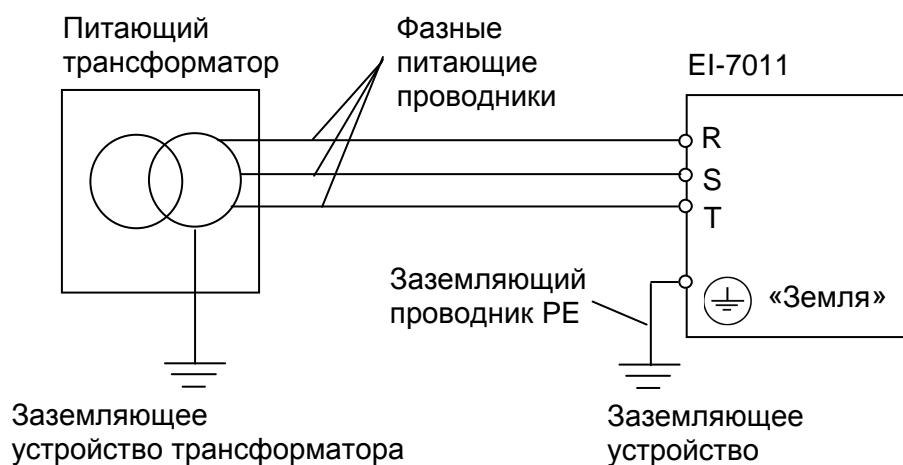 Питающий
трансформатор
Фазные
питающие
проводники
EI-7011
R
S
T
Заземляющий
проводник PE
«Земля»
Заземляющее
устройство трансформатора
Заземляющее
устройство